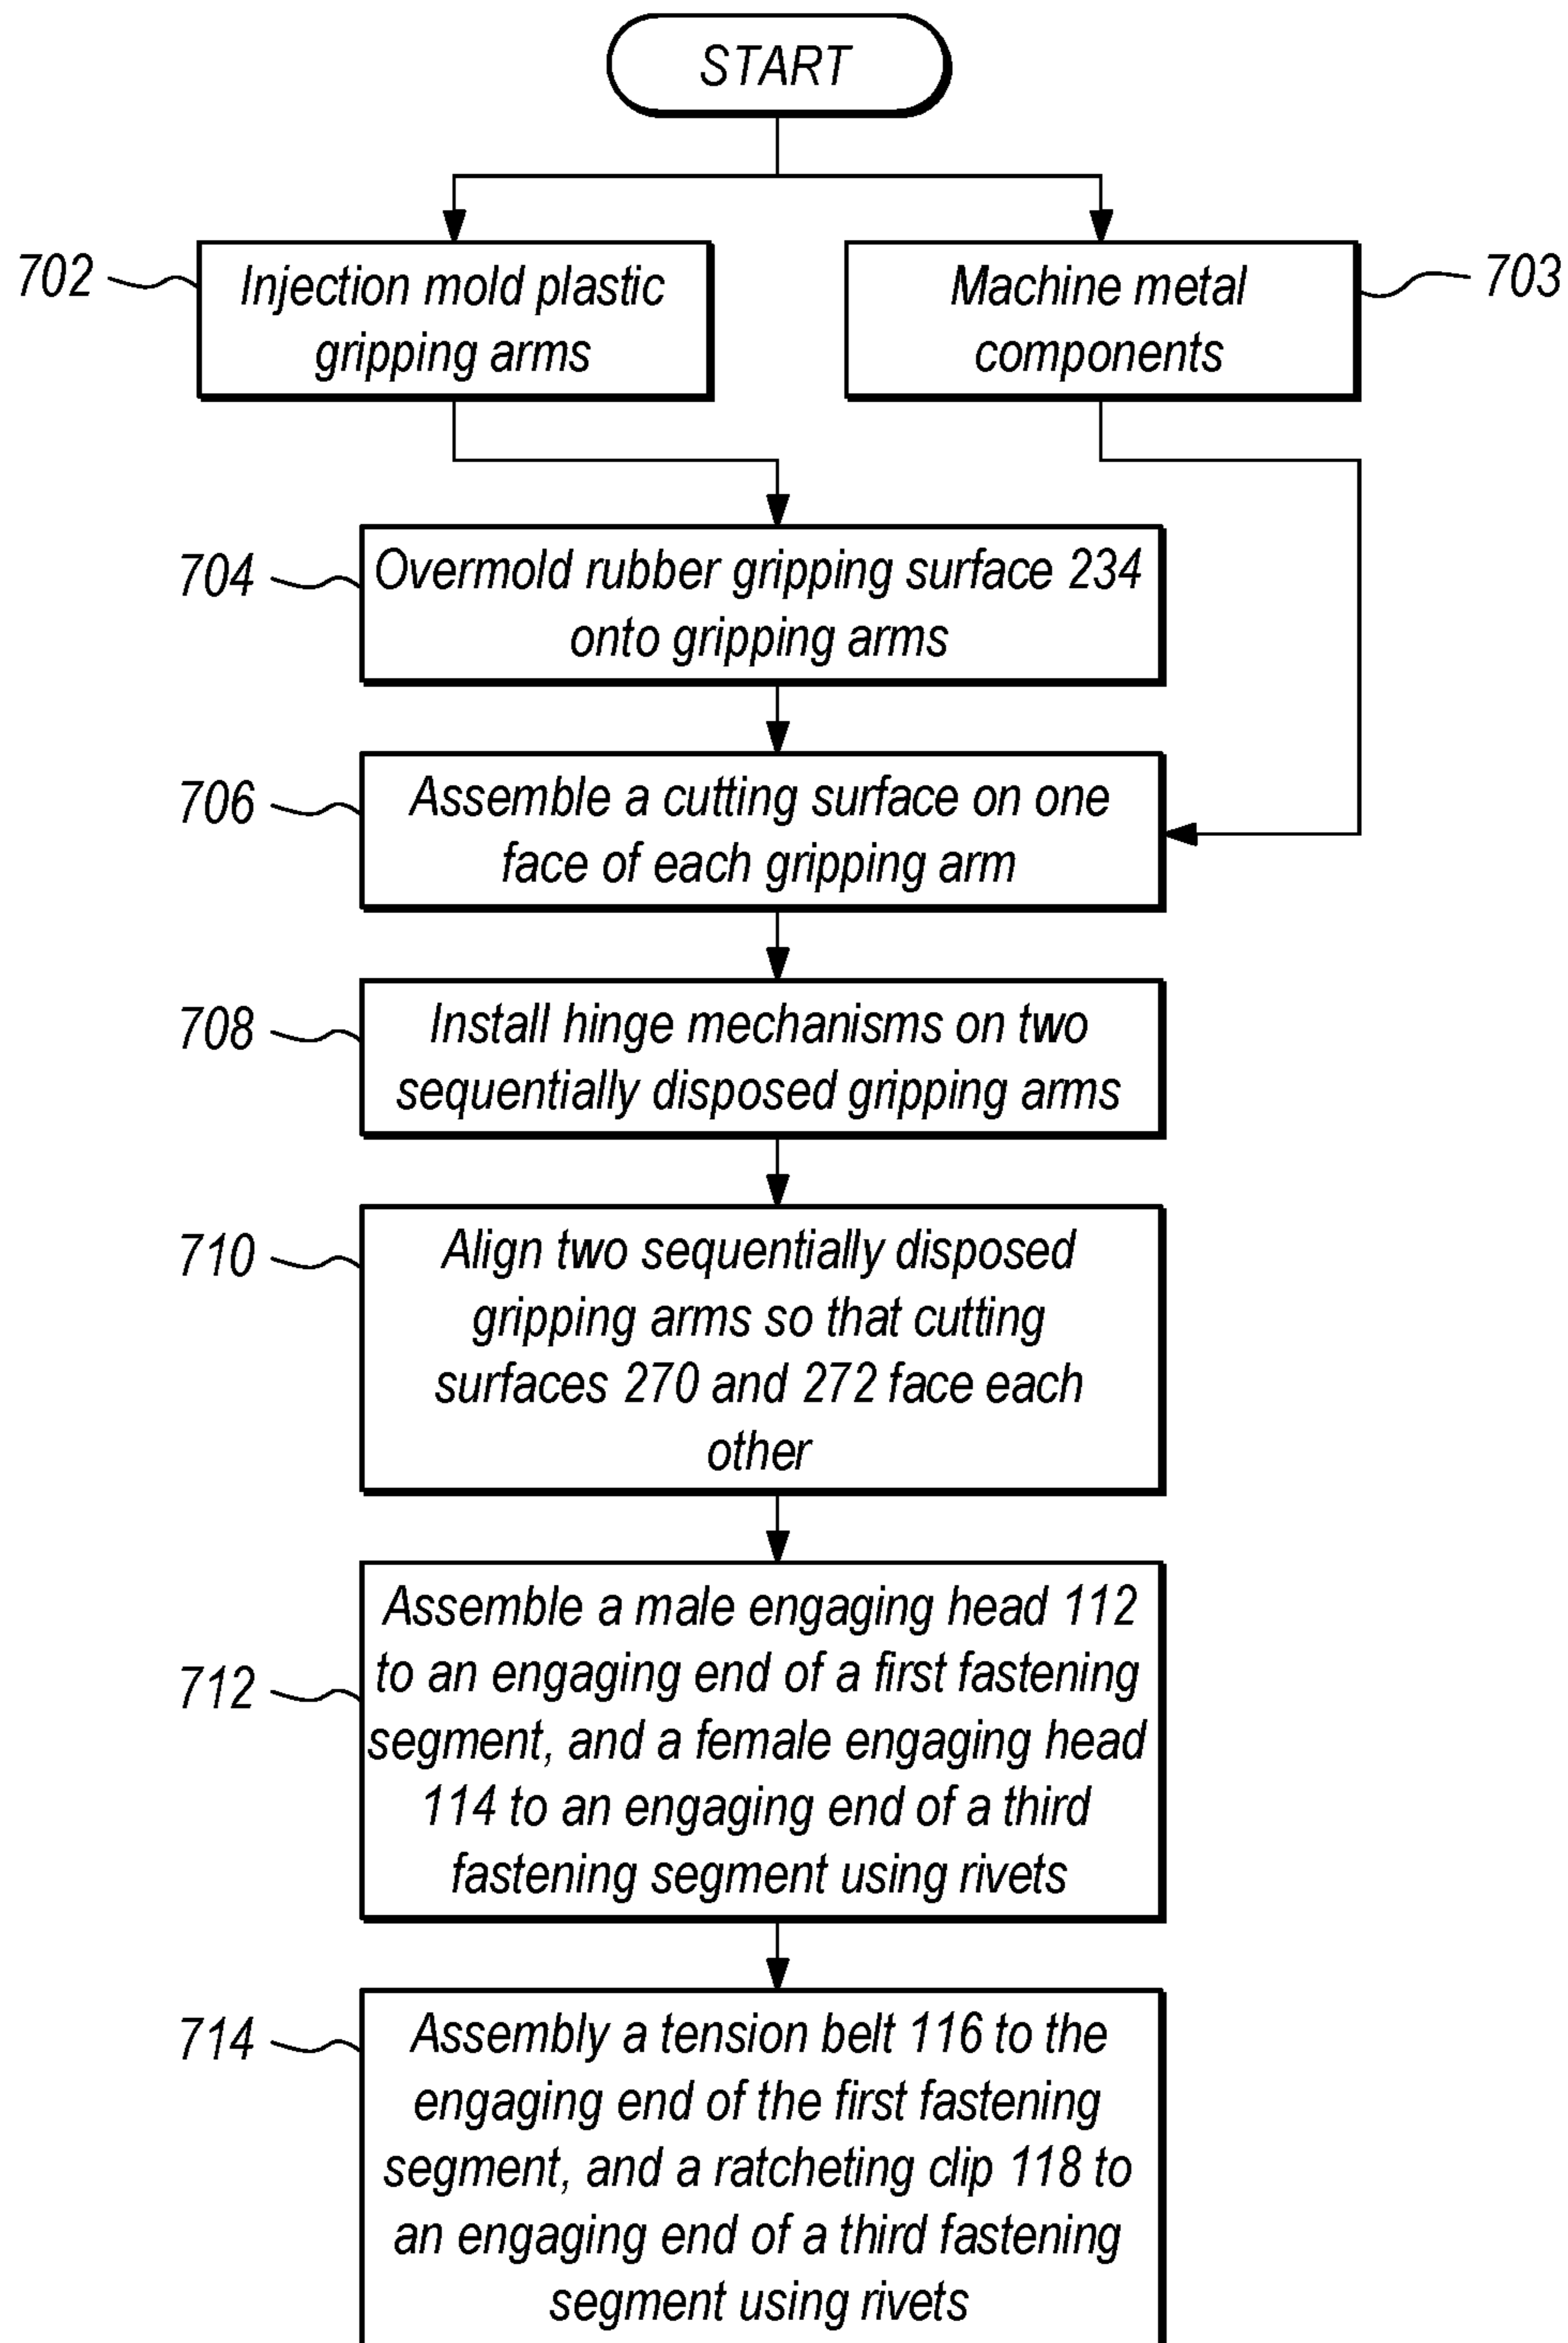 START
702
Injection mold plastic
gripping arms
Machine metal
components
703
704
Overmold rubber gripping surface 234
onto gripping arms
706
Assemble a cutting surface on one
face of each gripping arm
708
Install hinge mechanisms on two
sequentially disposed gripping arms
710
Align two sequentially disposed
gripping arms so that cutting
surfaces 270 and 272 face each
other
712
Assemble a male engaging head 112
to an engaging end of a first fastening
segment, and a female engaging head
114 to an engaging end of a third
fastening segment using rivets
714
Assembly a tension belt 116 to the
engaging end of the first fastening
segment, and a ratcheting clip 118 to
an engaging end of a third fastening
segment using rivets